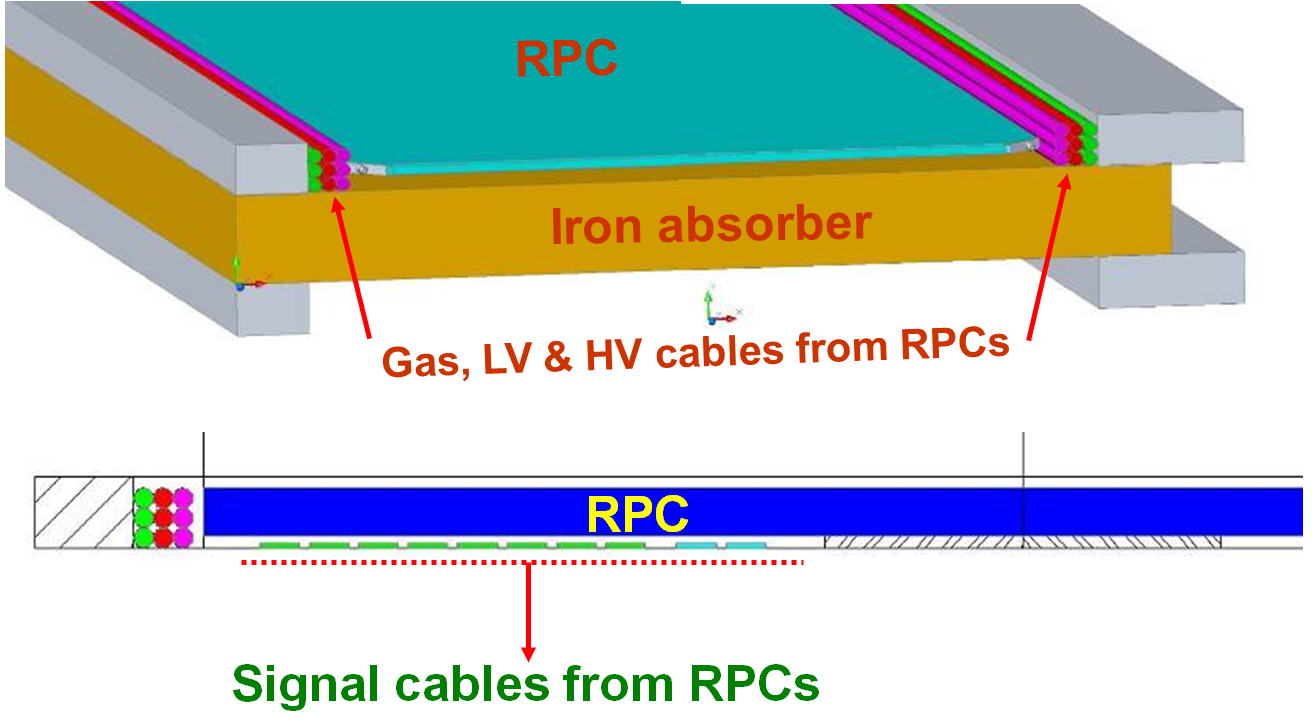 RPC
Iron absorber
Gas, LV & HV cables from RPCs
RPC
Signal cables from RPCs